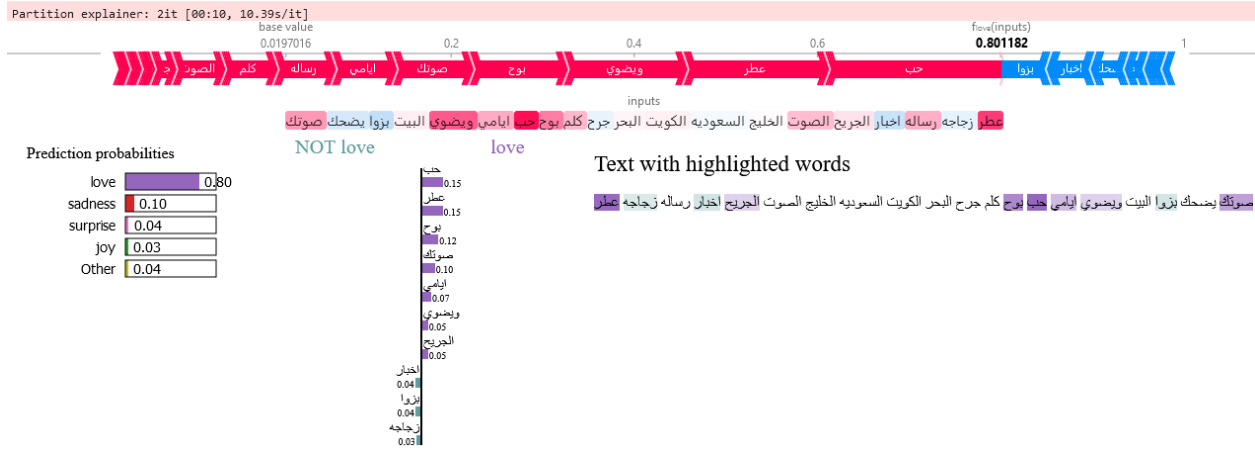 Partition explainer: 2it [00:10, 10.39s/it]
base value f love(inputs)
0.0197016 0.2 0.4 0.6 0.801182 1
الصوت كلم رساله ايامي صوتك بوح ويضوي عطر حب بزوا اخبار
inputs
عطر زجاجه رساله اخبار الجريح الصوت الخليج السعوديه الكويت البحر جرح كلم بوح حب ايامي ويضوي البيت بزوا يضحك صوتك
NOT love love
Prediction probabilities
love 0.80
sadness 0.10
surprise 0.04
joy 0.03
Other 0.04
حب
0.15
عطر
0.15
بوح
0.12
صوتك
0.10
ايامي
0.07
ويضوي
0.05
الجريح
0.05
اخبار
0.04
بزوا
0.04
زجاجه
0.03
Text with highlighted words
صوتك يضحك بزوا البيت ويضوي ايامي حب بوح كلم جرح البحر الكويت السعوديه الخليج الصوت الجريح اخبار رساله زجاجه عطر